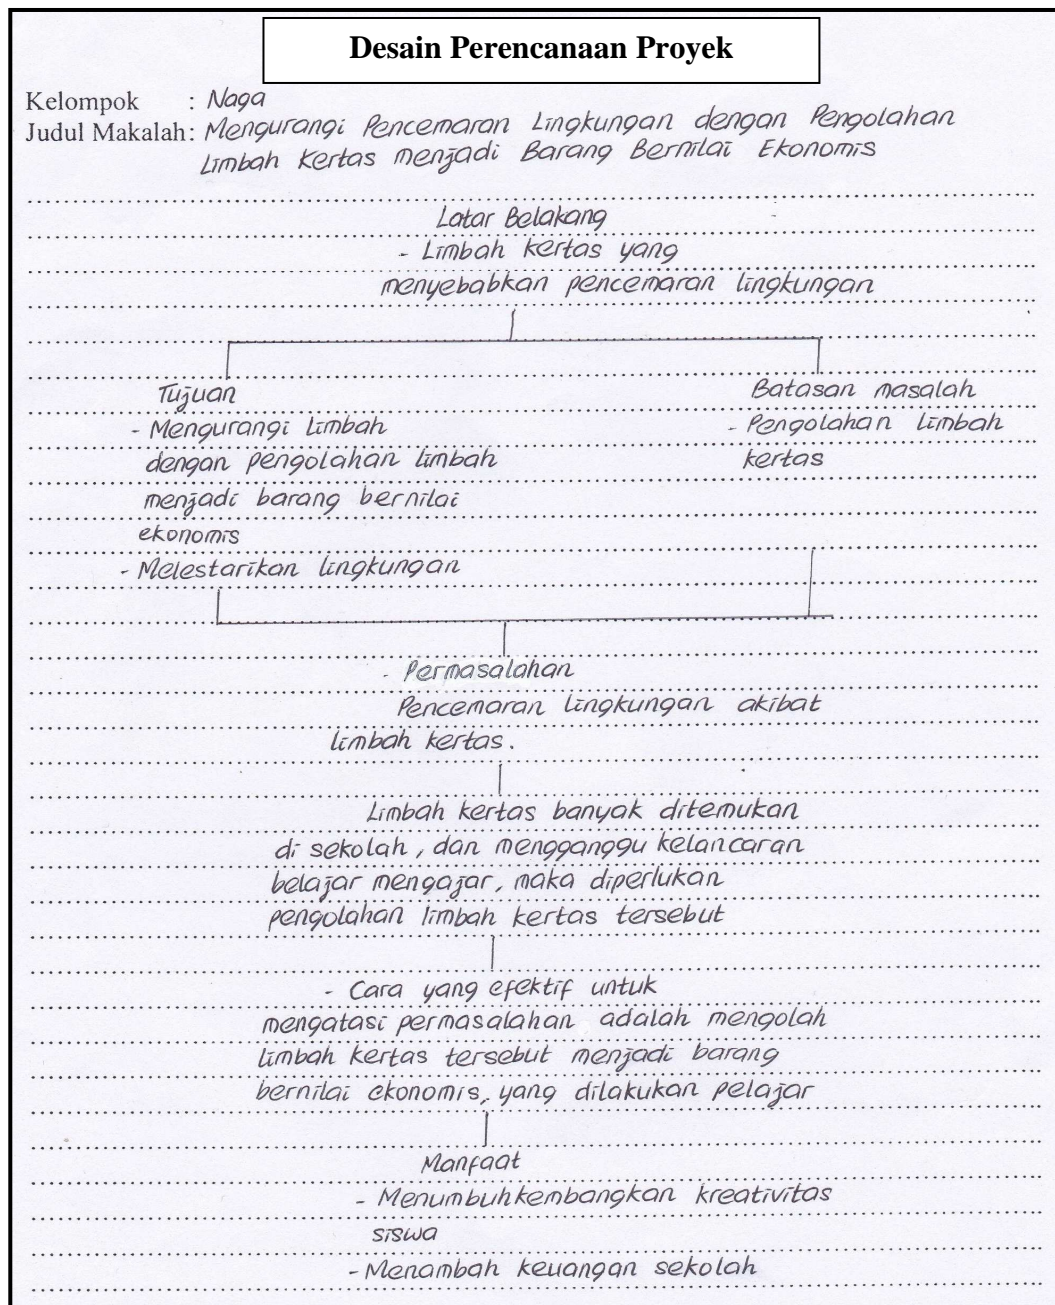 Desain Perencanaan Proyek
Kelompok : Naga
Judul Makalah: Mengurangi Pencemaran Lingkungan dengan Pengolahan
Limbah Kertas menjadi Barang Bernilai Ekonomis
Latar Belakang
- Limbah kertas yang
menyebabkan pencemaran lingkungan
Tujuan
- Mengurangi limbah
dengan pengolahan limbah
menjadi barang bernilai
ekonomis
- Melestarikan lingkungan
Batasan masalah
- Pengolahan limbah
kertas
- Permasalahan
Pencemaran lingkungan akibat
limbah kertas.
Limbah kertas banyak ditemukan
di sekolah, dan mengganggu kelancaran
belajar mengajar, maka diperlukan
pengolahan limbah kertas tersebut
- Cara yang efektif untuk
mengatasi permasalahan, adalah mengolah
limbah kertas tersebut menjadi barang
bernilai ekonomis, yang dilakukan pelajar
Manfaat
- Menumbuhkembangkan kreativitas
siswa
- Menambah keuangan sekolah